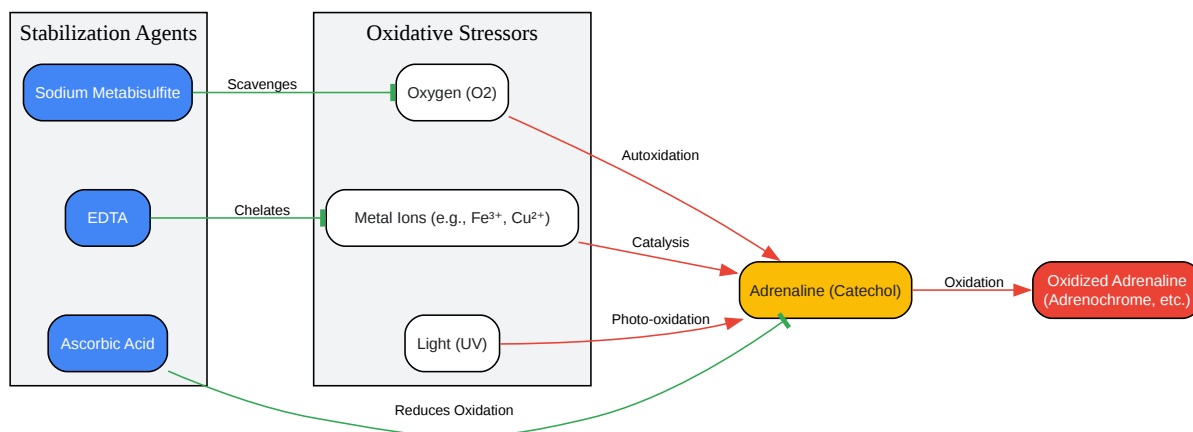 Stabilization Agents
Oxidative Stressors
Sodium Metabisulfite
Scavenges
Oxygen (O2)
Autoxidation
EDTA
Chelates
Metal Ions (e.g., Fe³⁺, Cu²⁺)
Catalysis
Adrenaline (Catechol)
Oxidation
Oxidized Adrenaline
(Adrenochrome, etc.)
Ascorbic Acid
Light (UV)
Photo-oxidation
Reduces Oxidation